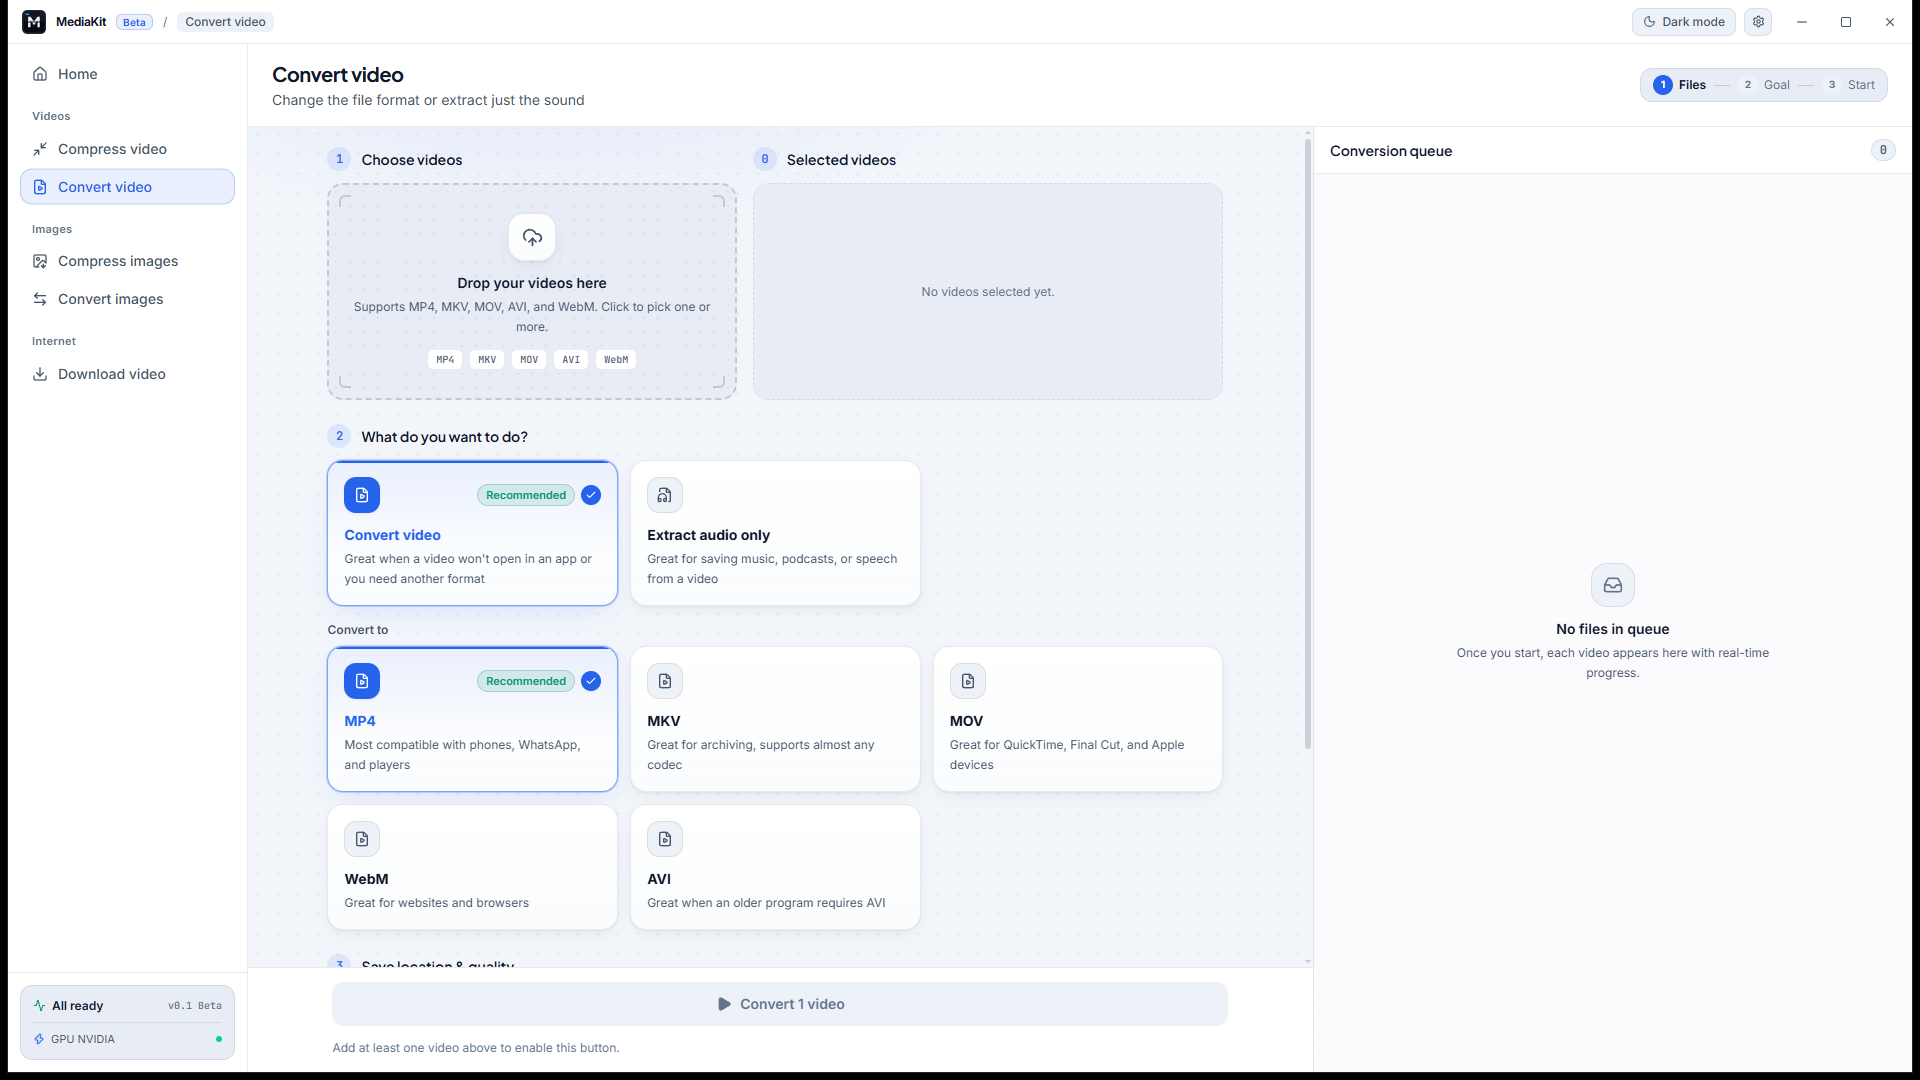 MediaKit Beta / Convert video
Dark mode
Home
Videos
Compress video
Convert video
Images
Compress images
Convert images
Internet
Download video
All ready v0.1 Beta
GPU NVIDIA
Convert video
Change the file format or extract just the sound
1 Files 2 Goal 3 Start
1 Choose videos
Drop your videos here
Supports MP4, MKV, MOV, AVI, and WebM. Click to pick one or
more.
MP4 MKV MOV AVI WebM
0 Selected videos
No videos selected yet.
2 What do you want to do?
Recommended
Convert video
Great when a video won't open in an app or
you need another format
Extract audio only
Great for saving music, podcasts, or speech
from a video
Convert to
Recommended
MP4
Most compatible with phones, WhatsApp,
and players
MKV
Great for archiving, supports almost any
codec
MOV
Great for QuickTime, Final Cut, and Apple
devices
WebM
Great for websites and browsers
AVI
Great when an older program requires AVI
3 Save location & quality
Convert 1 video
Add at least one video above to enable this button.
Conversion queue 0
No files in queue
Once you start, each video appears here with real-time
progress.